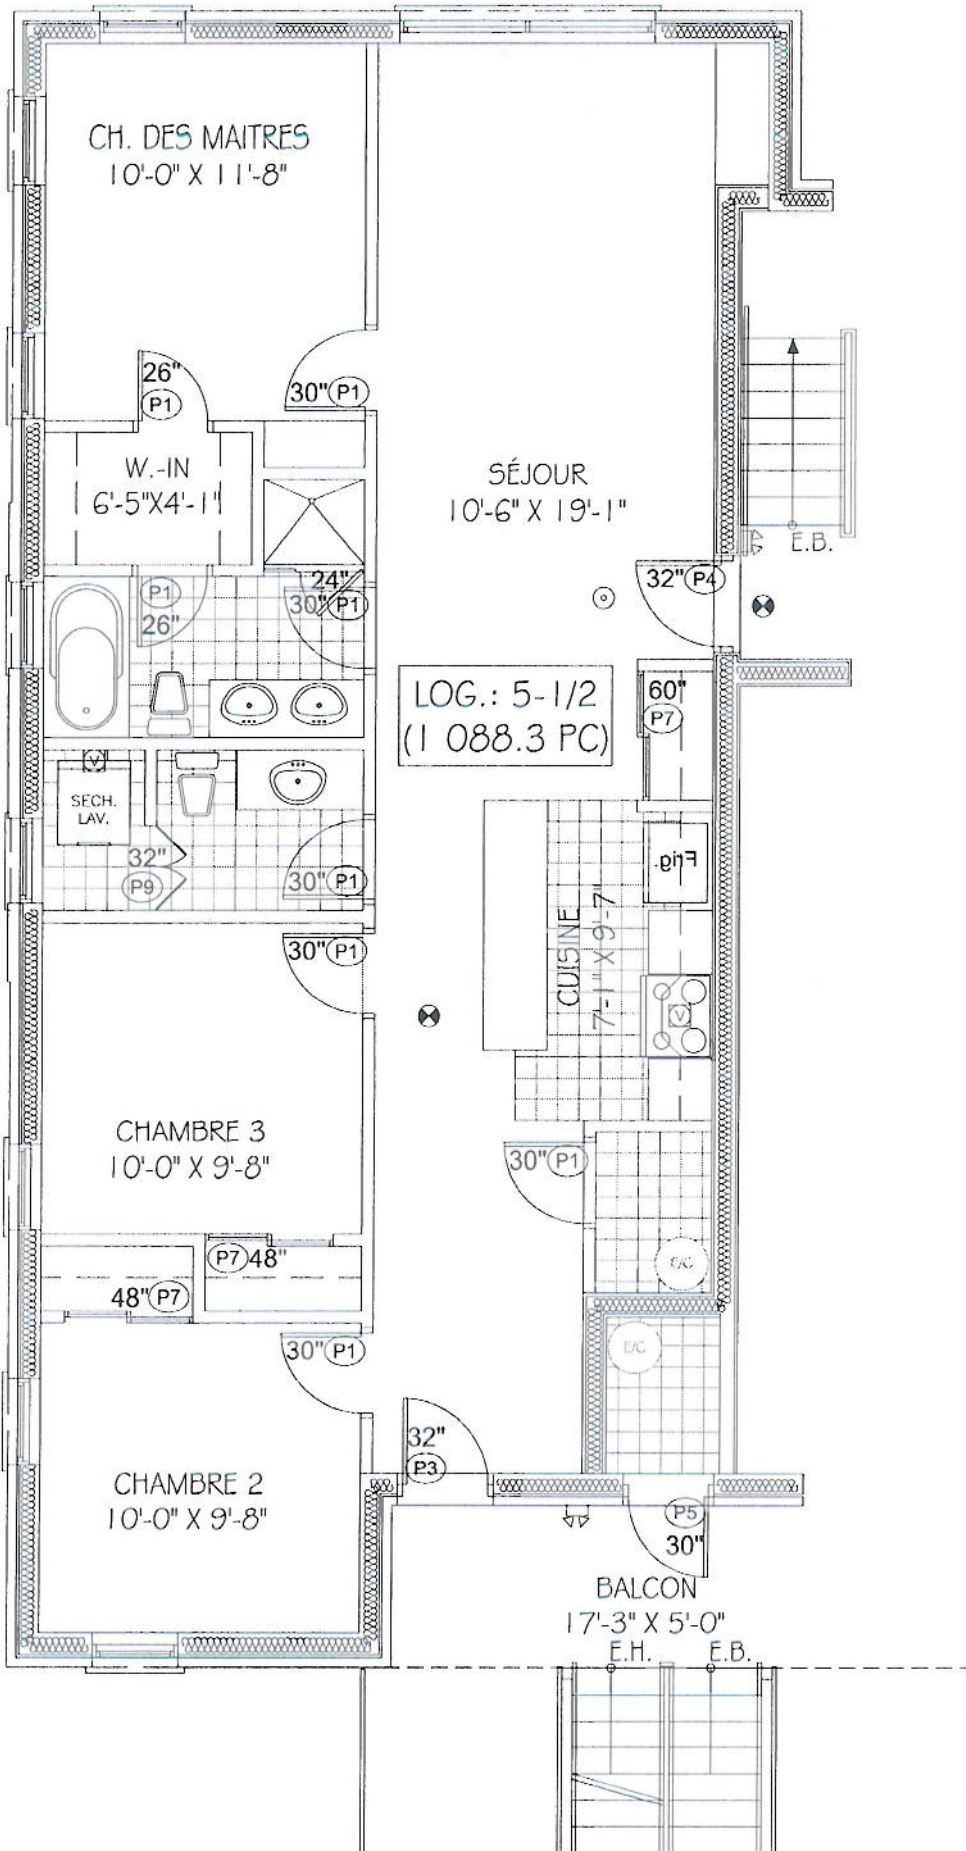 CH. DES MAITRES
10'-0" X 11'-8"
26"
P1
30" P1
W.-IN
6'-5"X4'-1"
SÉJOUR
10'-6" X 19'-1"
E.B.
24"
32" P4
P1
26"
30" P1
LOG.: 5-1/2
(1 088.3 PC)
60"
P7
V
SECH.
LAV.
32"
P9
30" P1
Frig.
CUISINE
7'-1" X 9'-7"
30" P1
V
CHAMBRE 3
10'-0" X 9'-8"
30" P1
P7 48"
48" P7
E/C
E/C
30" P1
32"
P3
CHAMBRE 2
10'-0" X 9'-8"
P5
30"
BALCON
17'-3" X 5'-0"
E.H. E.B.